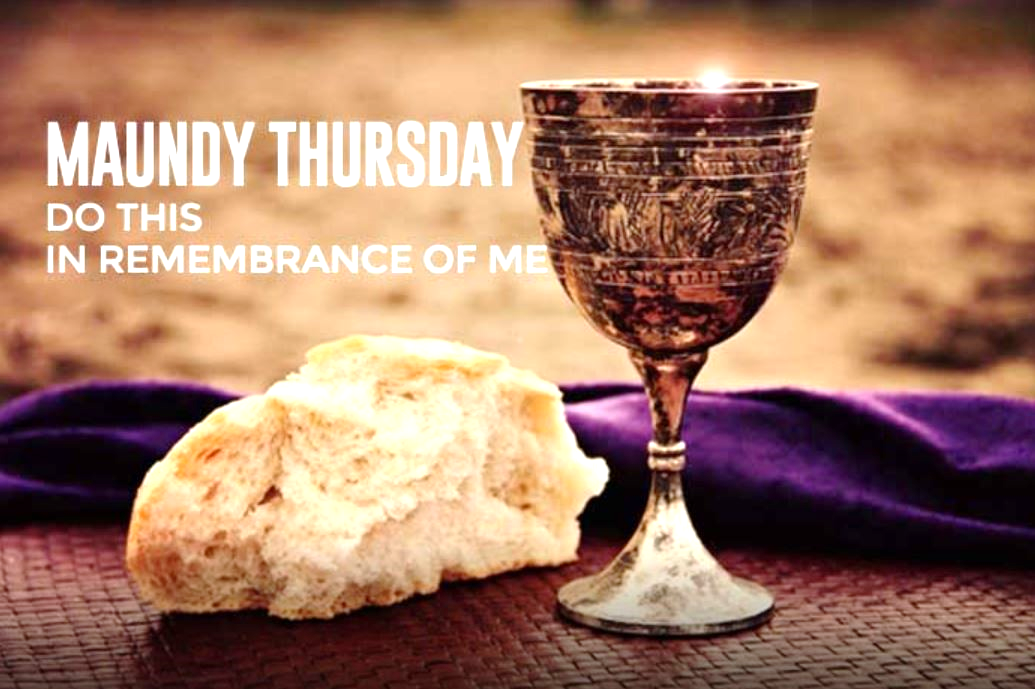 MAUNDY THURSDAY
DO THIS
IN REMEMBRANCE OF ME